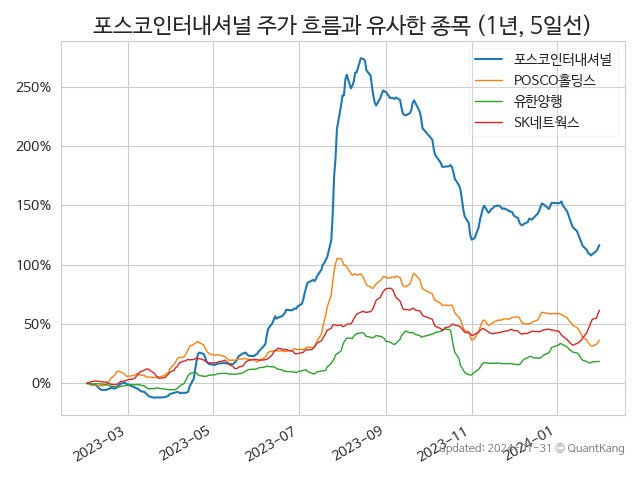 포스코인터내셔널 주가 흐름과 유사한 종목 (1년, 5일선)
포스코인터내셔널
POSCO홀딩스
유한양행
SK네트웍스
250%
200%
150%
100%
50%
0%
2023-03
2023-05
2023-07
2023-09
2023-11
2024-01
updated: 2024-01-31 © QuantKang